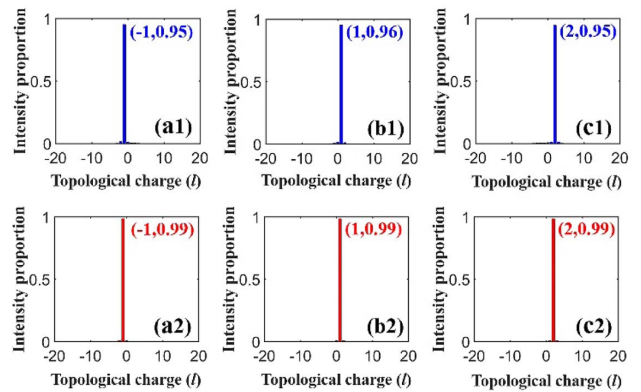 Intensity proportion
1
0.5
0
(-1,0.95)
(a1)
-20 -10 0 10 20
Topological charge (l)
Intensity proportion
1
0.5
0
(1,0.96)
(b1)
-20 -10 0 10 20
Topological charge (l)
Intensity proportion
1
0.5
0
(2,0.95)
(c1)
-20 -10 0 10 20
Topological charge (l)
Intensity proportion
1
0.5
0
(-1,0.99)
(a2)
-20 -10 0 10 20
Topological charge (l)
Intensity proportion
1
0.5
0
(1,0.99)
(b2)
-20 -10 0 10 20
Topological charge (l)
Intensity proportion
1
0.5
0
(2,0.99)
(c2)
-20 -10 0 10 20
Topological charge (l)